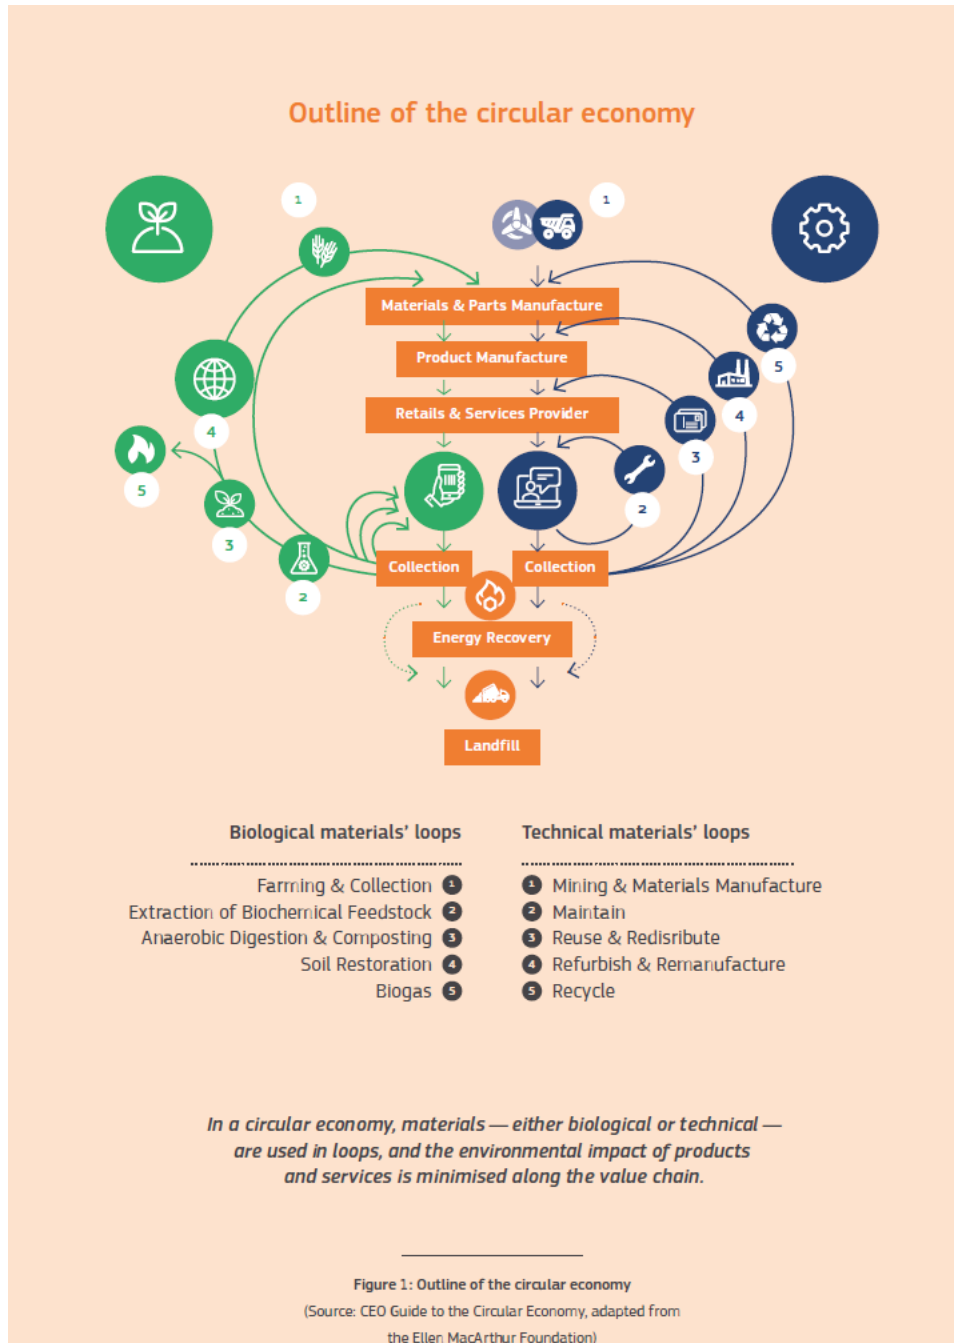 Outline of the circular economy
1
1
Materials & Parts Manufacture
5
Product Manufacture
4
Retails & Services Provider
4
3
5
2
3
Collection
Collection
2
Energy Recovery
Landfill
Biological materials' loops
Farming & Collection 1
Extraction of Biochemical Feedstock 2
Anaerobic Digestion & Composting 3
Soil Restoration 4
Biogas 5
Technical materials' loops
1 Mining & Materials Manufacture
2 Maintain
3 Reuse & Redisribute
4 Refurbish & Remanufacture
5 Recycle
In a circular economy, materials — either biological or technical —
are used in loops, and the environmental impact of products
and services is minimised along the value chain.
Figure 1: Outline of the circular economy
(Source: CEO Guide to the Circular Economy, adapted from
the Ellen MacArthur Foundation)